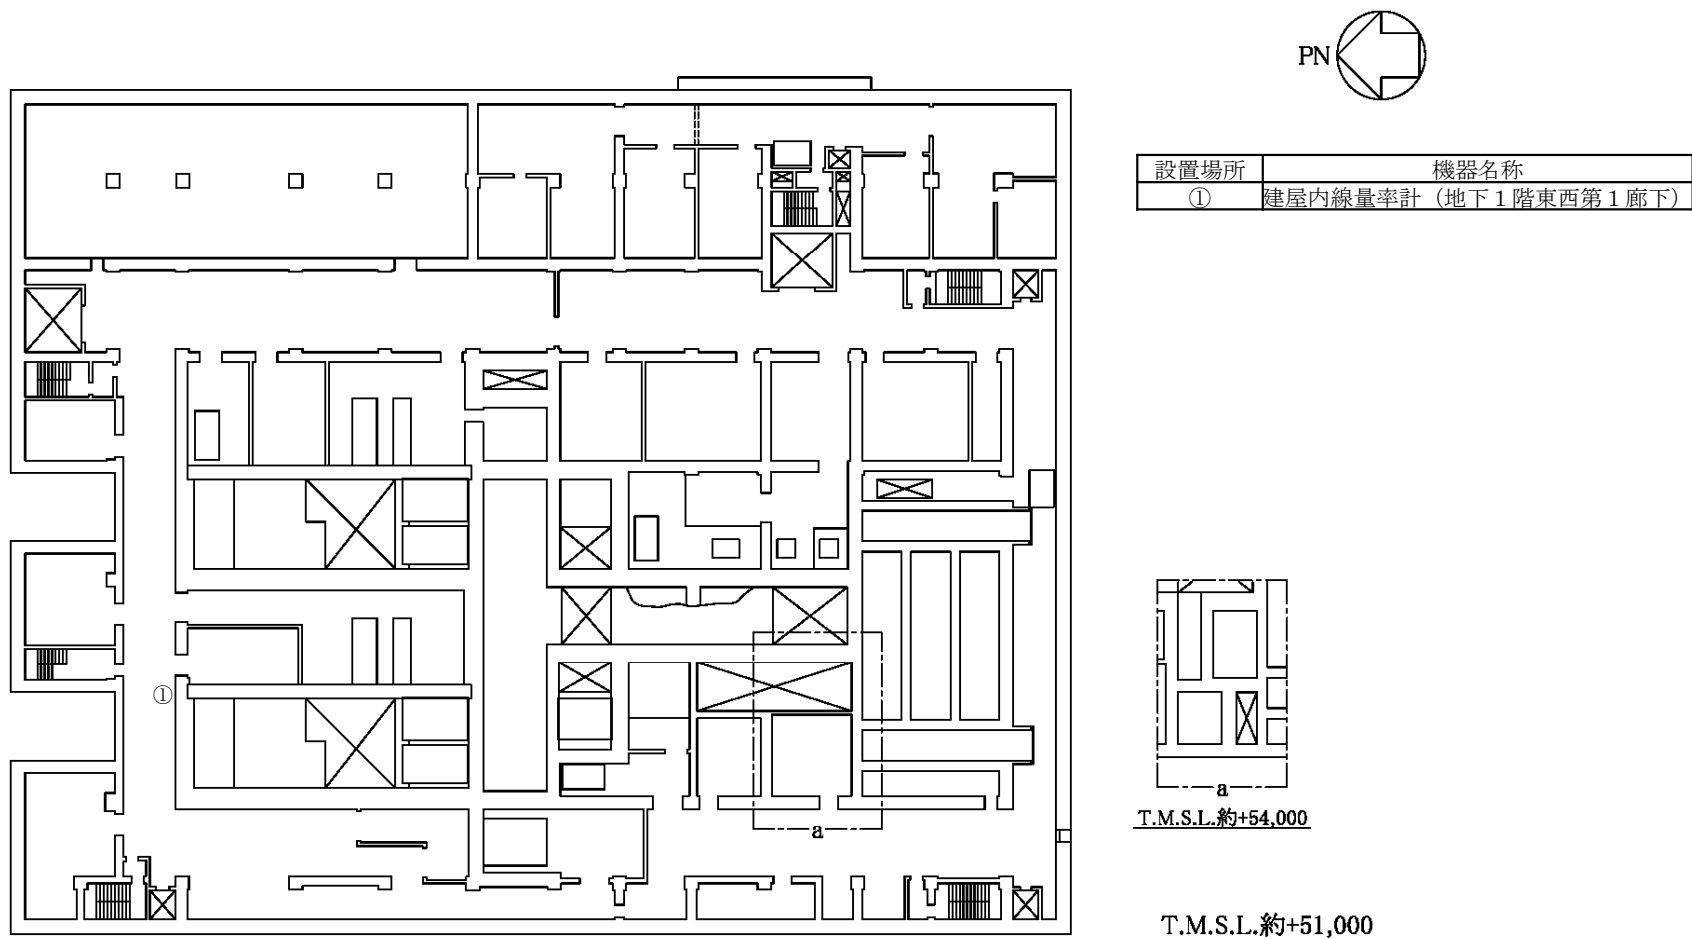 PN
設置場所 機器名称
① 建屋内線量率計（地下１階東西第１廊下）
①
a
a
T.M.S.L.約+54,000
T.M.S.L.約+51,000